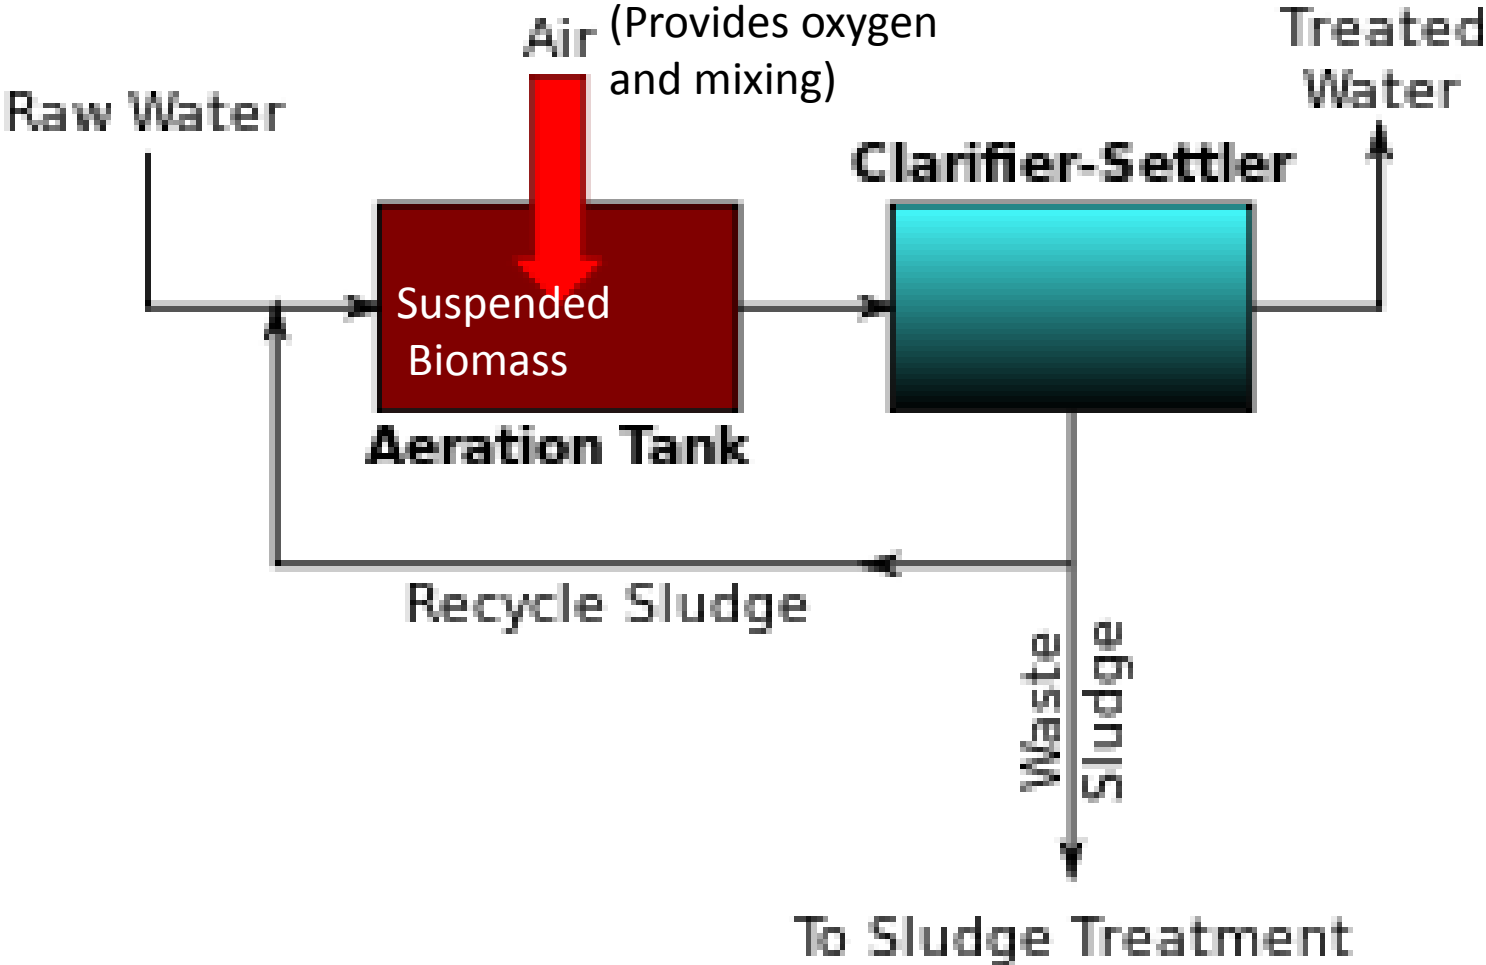 Air (Provides oxygen
and mixing)
Treated
Water
Raw Water
Clarifier-Settler
Suspended
Biomass
Aeration Tank
Recycle Sludge
Waste
Sludge
To Sludge Treatment